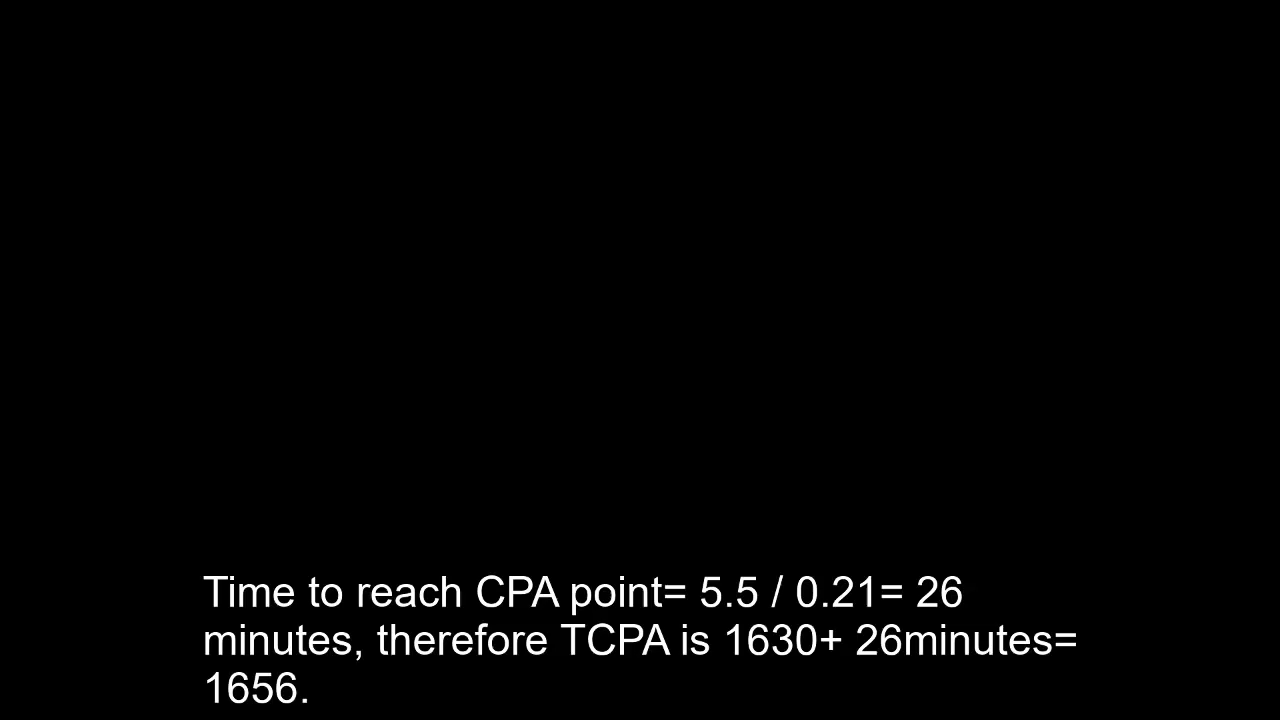 Time to reach CPA point= 5.5 / 0.21= 26
minutes, therefore TCPA is 1630+ 26minutes=
1656.